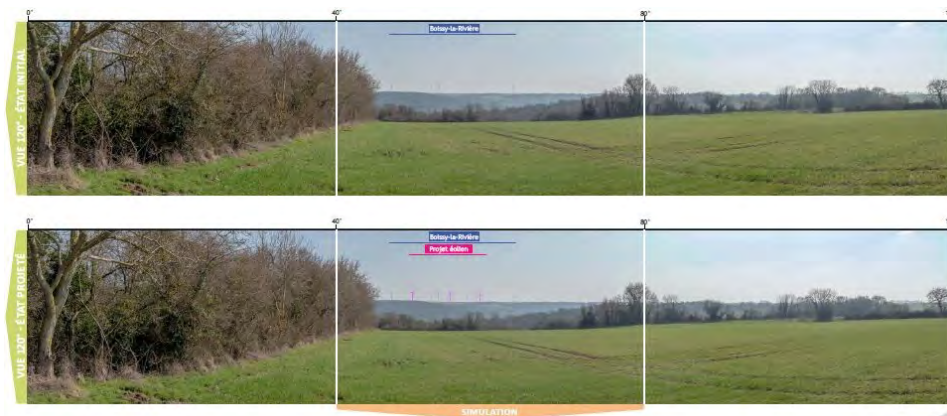 0° 40° 80°
Boissy-la-Rivière
VUE 120° - ÉTAT INITIAL
0° 40° 80°
Boissy-la-Rivière
Projet éolien
VUE 120° - ÉTAT PROJETÉ
SIMULATION